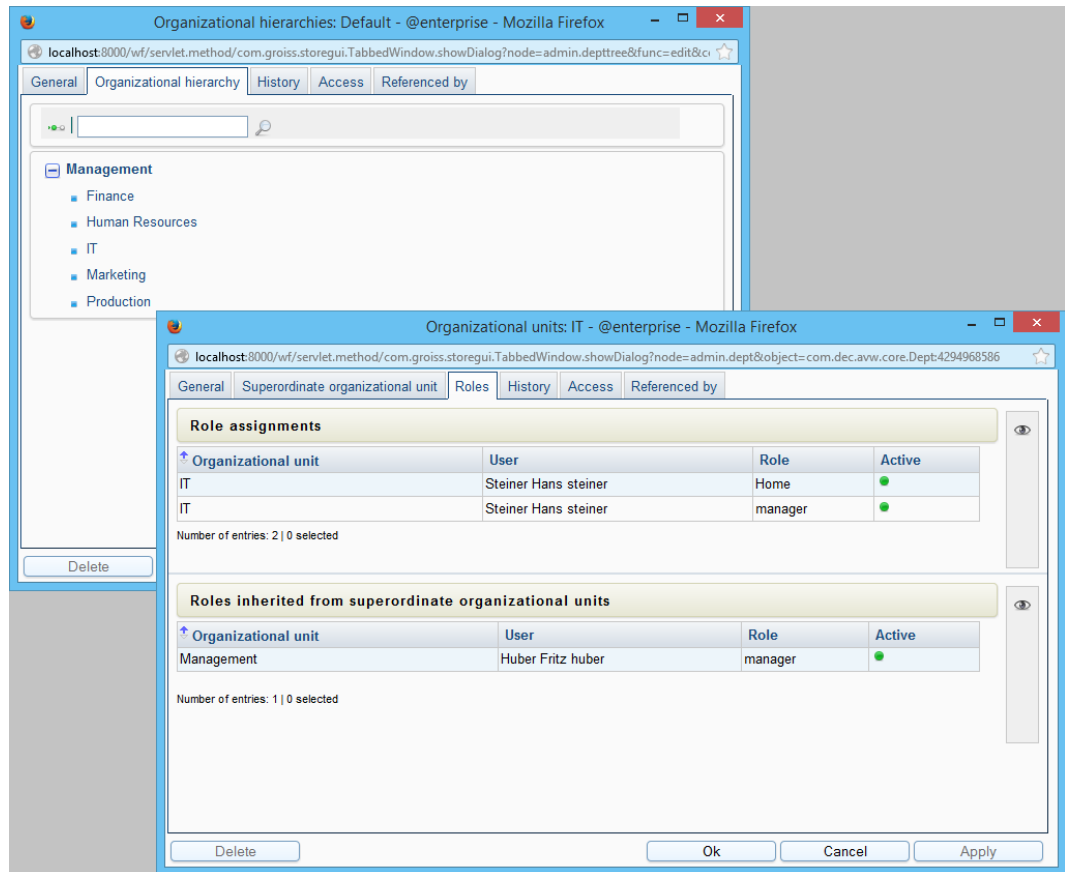 Organizational hierarchies: Default - @enterprise - Mozilla Firefox
localhost:8000/wf/servlet.method/com.groiss.storegui.TabbedWindow.showDialog?node=admin.depttree&func=edit&c
General Organizational hierarchy History Access Referenced by
Management
Finance
Human Resources
IT
Marketing
Production
Delete
Organizational units: IT - @enterprise - Mozilla Firefox
localhost:8000/wf/servlet.method/com.groiss.storegui.TabbedWindow.showDialog?node=admin.dept&object=com.dec.avw.core.Dept:4294968586
General Superordinate organizational unit Roles History Access Referenced by
Role assignments
Organizational unit User Role Active
IT Steiner Hans steiner Home
IT Steiner Hans steiner manager
Number of entries: 2 | 0 selected
Roles inherited from superordinate organizational units
Organizational unit User Role Active
Management Huber Fritz huber manager
Number of entries: 1 | 0 selected
Delete Ok Cancel Apply